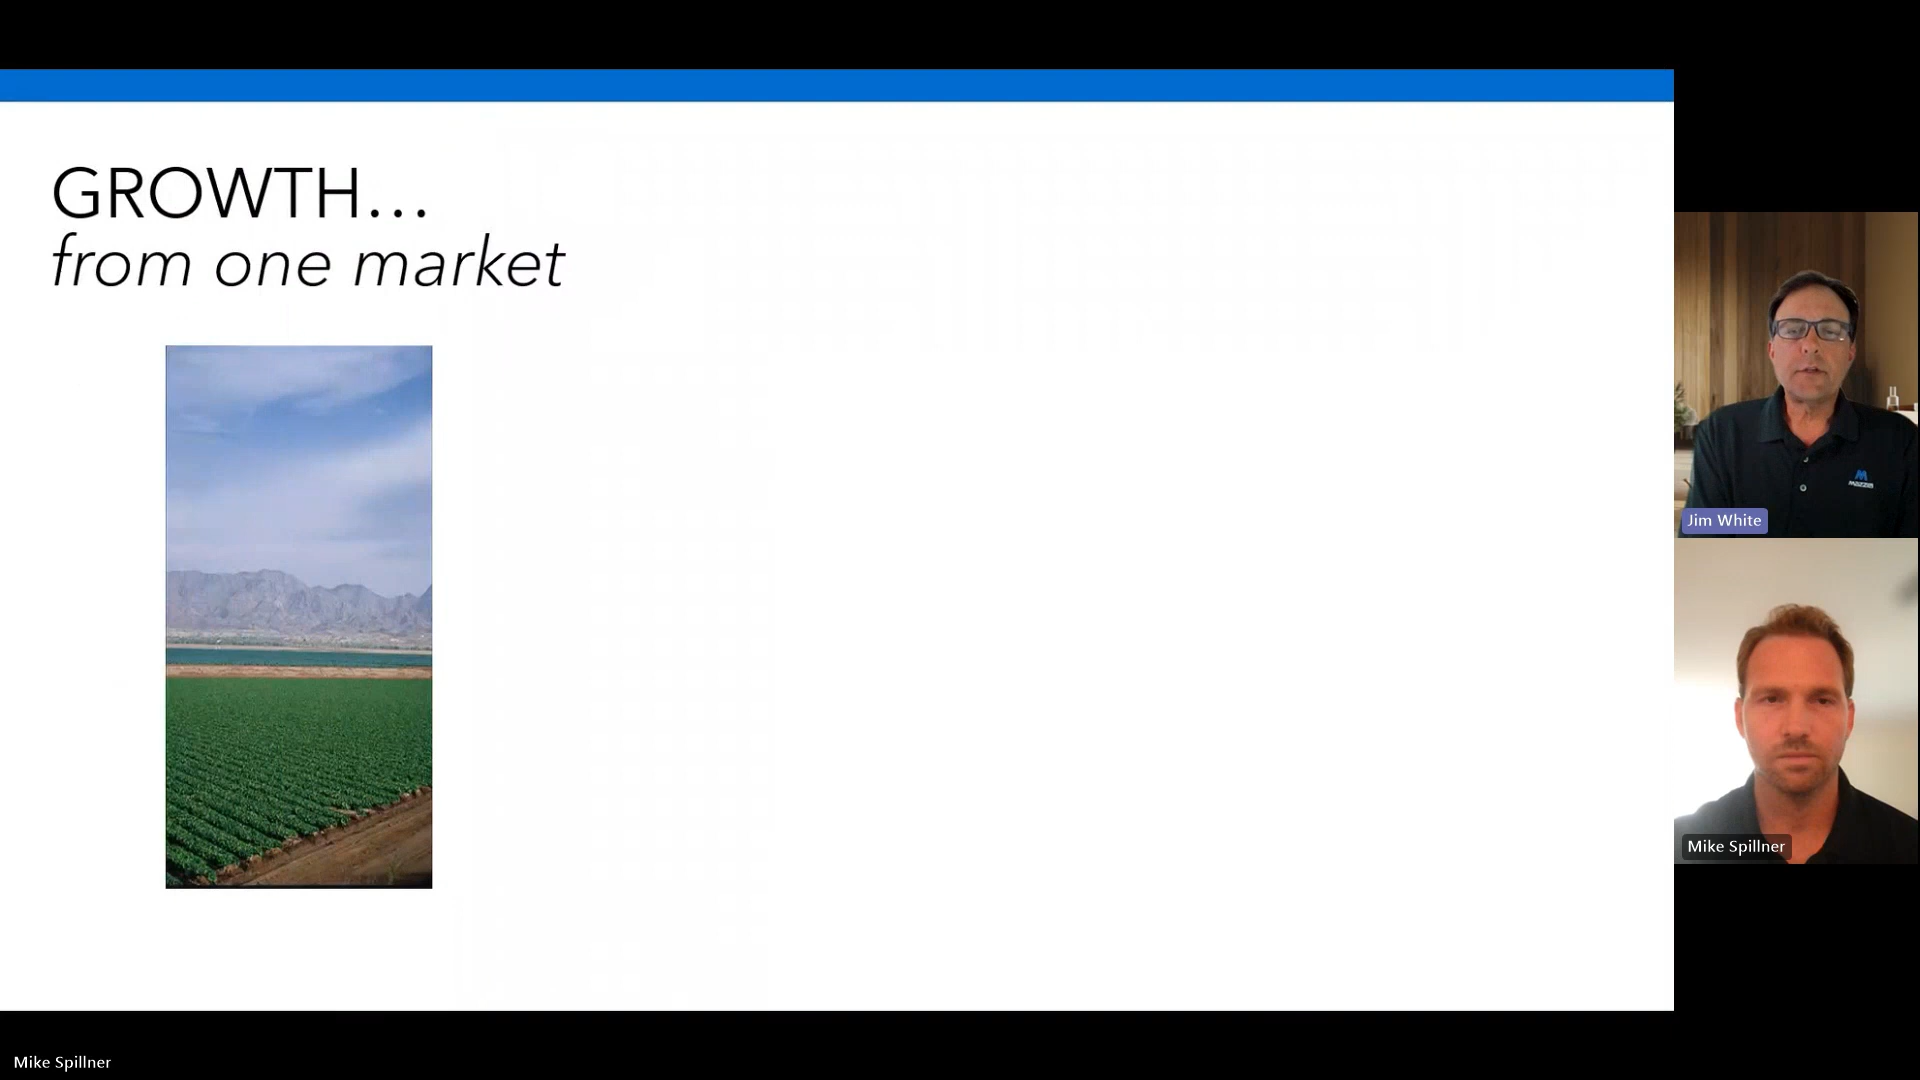 GROWTH...
from one market
Jim White
Mike Spillner
Mike Spillner